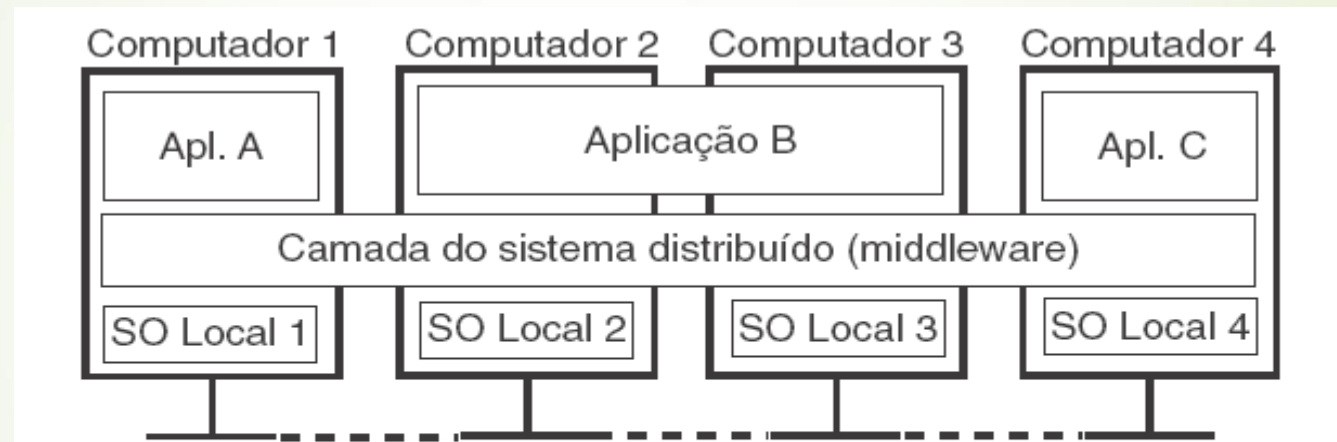 Computador 1 Computador 2 Computador 3 Computador 4
Apl. A Aplicação B Apl. C
Camada do sistema distribuído (middleware)
SO Local 1 SO Local 2 SO Local 3 SO Local 4